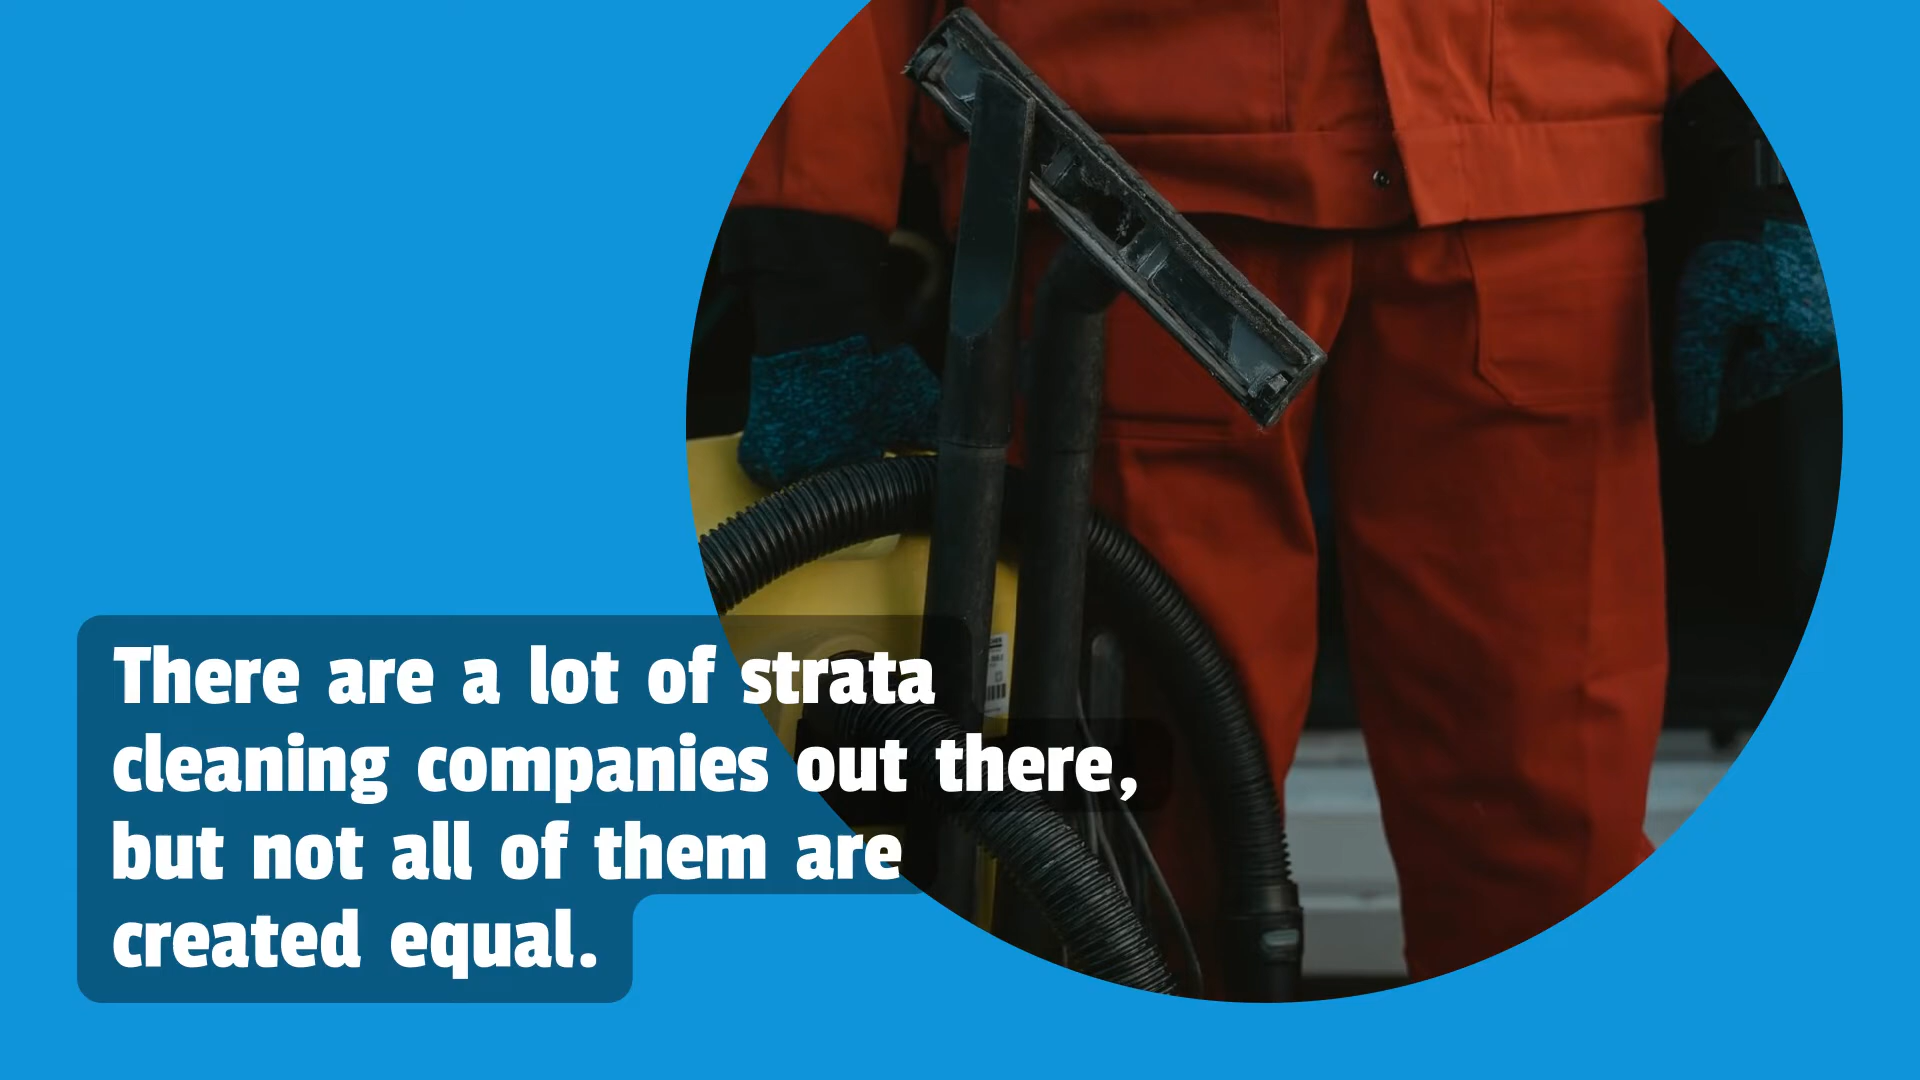 There are a lot of strata
cleaning companies out there,
but not all of them are
created equal.